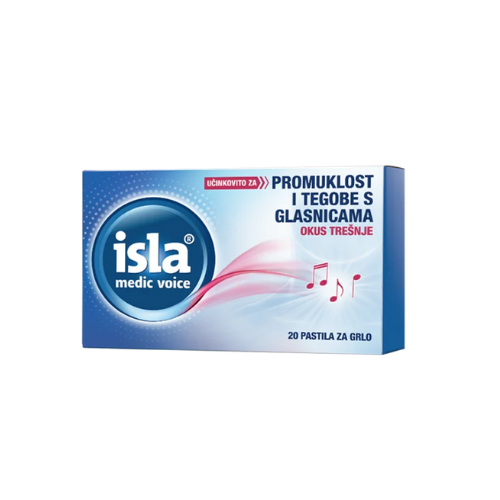 UČINKOVITO ZA
PROMUKLOST
I TEGOBE S
GLASNICAMA
OKUS TREŠNJE
isla®
medic voice
20 PASTILA ZA GRLO